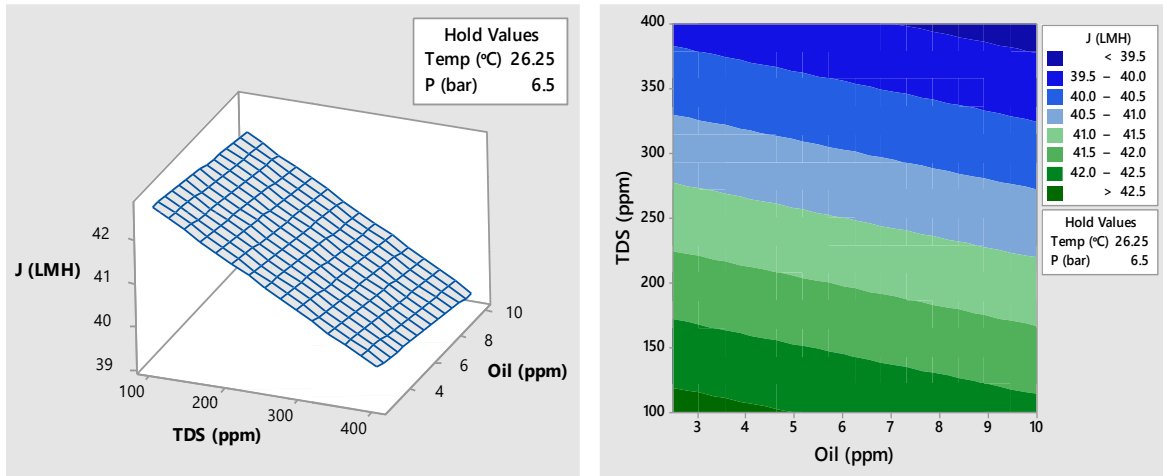 Hold Values
Temp (ºC) 26.25
P (bar) 6.5
42
41
40
39
J (LMH)
100
200
300
400
TDS (ppm)
10
8
6
4
Oil (ppm)
400
350
300
250
200
150
100
TDS (ppm)
3 4 5 6 7 8 9 10
Oil (ppm)
J (LMH)
< 39.5
39.5 – 40.0
40.0 – 40.5
40.5 – 41.0
41.0 – 41.5
41.5 – 42.0
42.0 – 42.5
> 42.5
Hold Values
Temp (ºC) 26.25
P (bar) 6.5